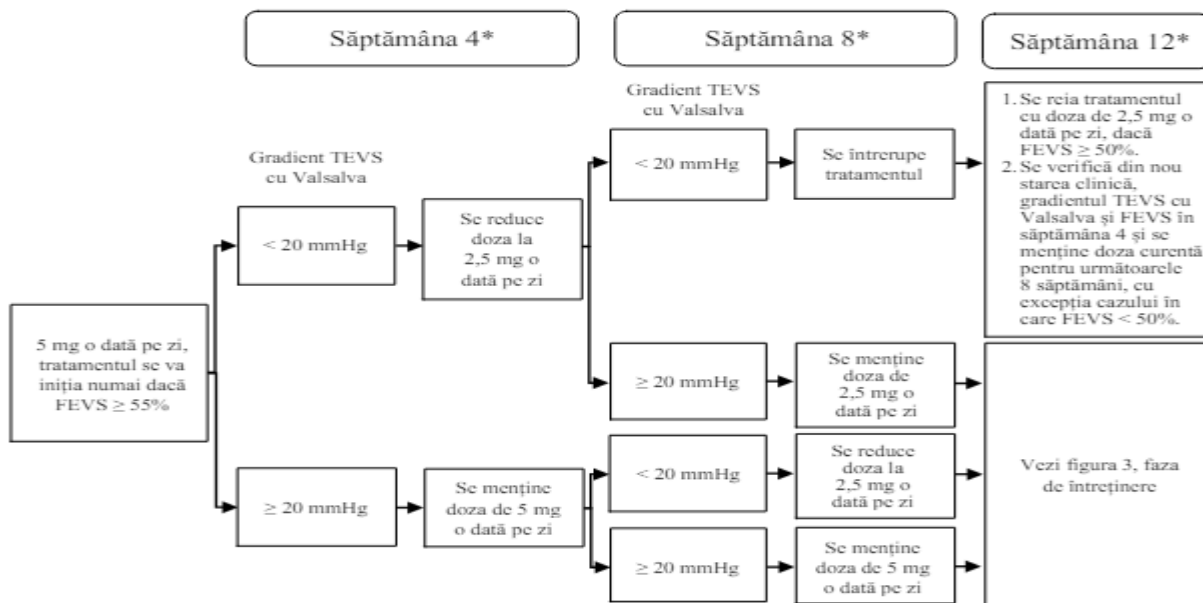 Săptămâna 4*
Săptămâna 8*
Săptămâna 12*
Gradient TEVS
cu Valsalva
< 20 mmHg
Se reduce
doza la
2,5 mg o
dată pe zi
Gradient TEVS
cu Valsalva
< 20 mmHg
Se întrerupe
tratamentul
1. Se reia tratamentul
cu doza de 2,5 mg o
dată pe zi, dacă
FEVS ≥ 50%.
2. Se verifică din nou
starea clinică,
gradientul TEVS cu
Valsalva și FEVS în
săptămâna 4 și se
menține doza curentă
pentru următoarele
8 săptămâni, cu
excepția cazului în
care FEVS < 50%.
5 mg o dată pe zi,
tratamentul se va
iniția numai dacă
FEVS ≥ 55%
≥ 20 mmHg
Se menține
doza de
2,5 mg o
dată pe zi
≥ 20 mmHg
Se menține
doza de 5 mg
o dată pe zi
< 20 mmHg
Se reduce
doza la
2,5 mg o
dată pe zi
≥ 20 mmHg
Se menține
doza de 5 mg
o dată pe zi
Vezi figura 3, faza
de întreținere